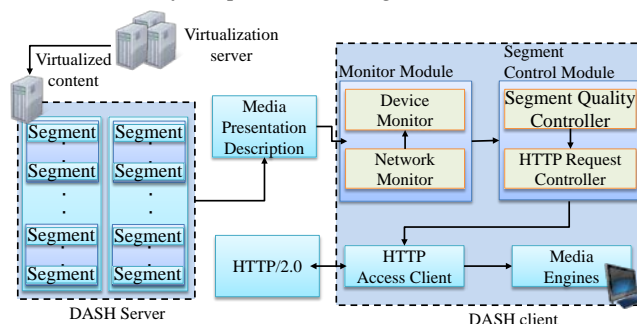 Virtualization
server
Virtualized
content
Segment
Segment
Segment
Segment
Segment
Segment
Segment
Segment
DASH Server
Media
Presentation
Description
HTTP/2.0
Monitor Module
Device
Monitor
Network
Monitor
Segment
Control Module
Segment Quality
Controller
HTTP Request
Controller
HTTP
Access Client
Media
Engines
DASH client